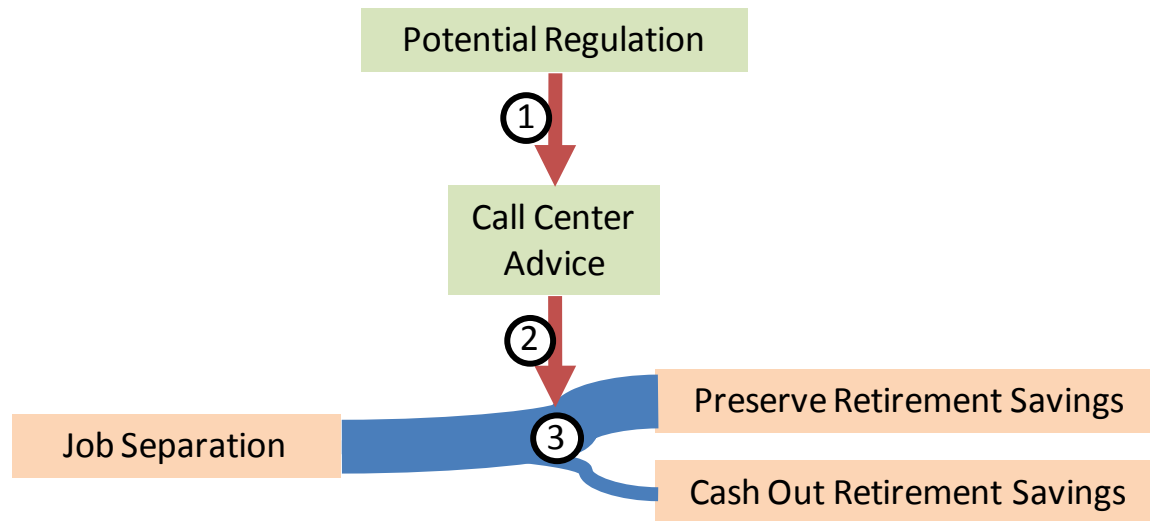 Potential Regulation
1
Call Center
Advice
2
Preserve Retirement Savings
Job Separation
3
Cash Out Retirement Savings